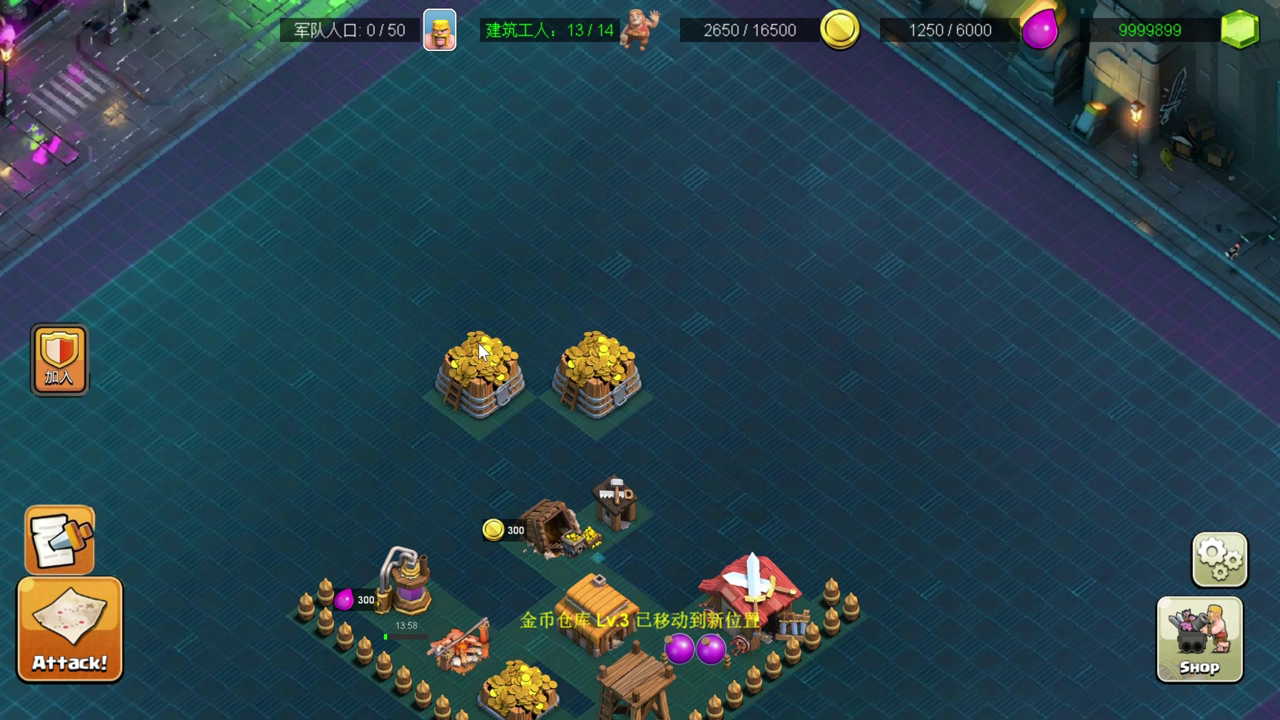 军队人口: 0 / 50
建筑工人: 13 / 14
2650 / 16500
1250 / 6000
9999899
加入
300
300
13:58
金币仓库 Lv.3 已移动到新位置
Attack!
SHOP